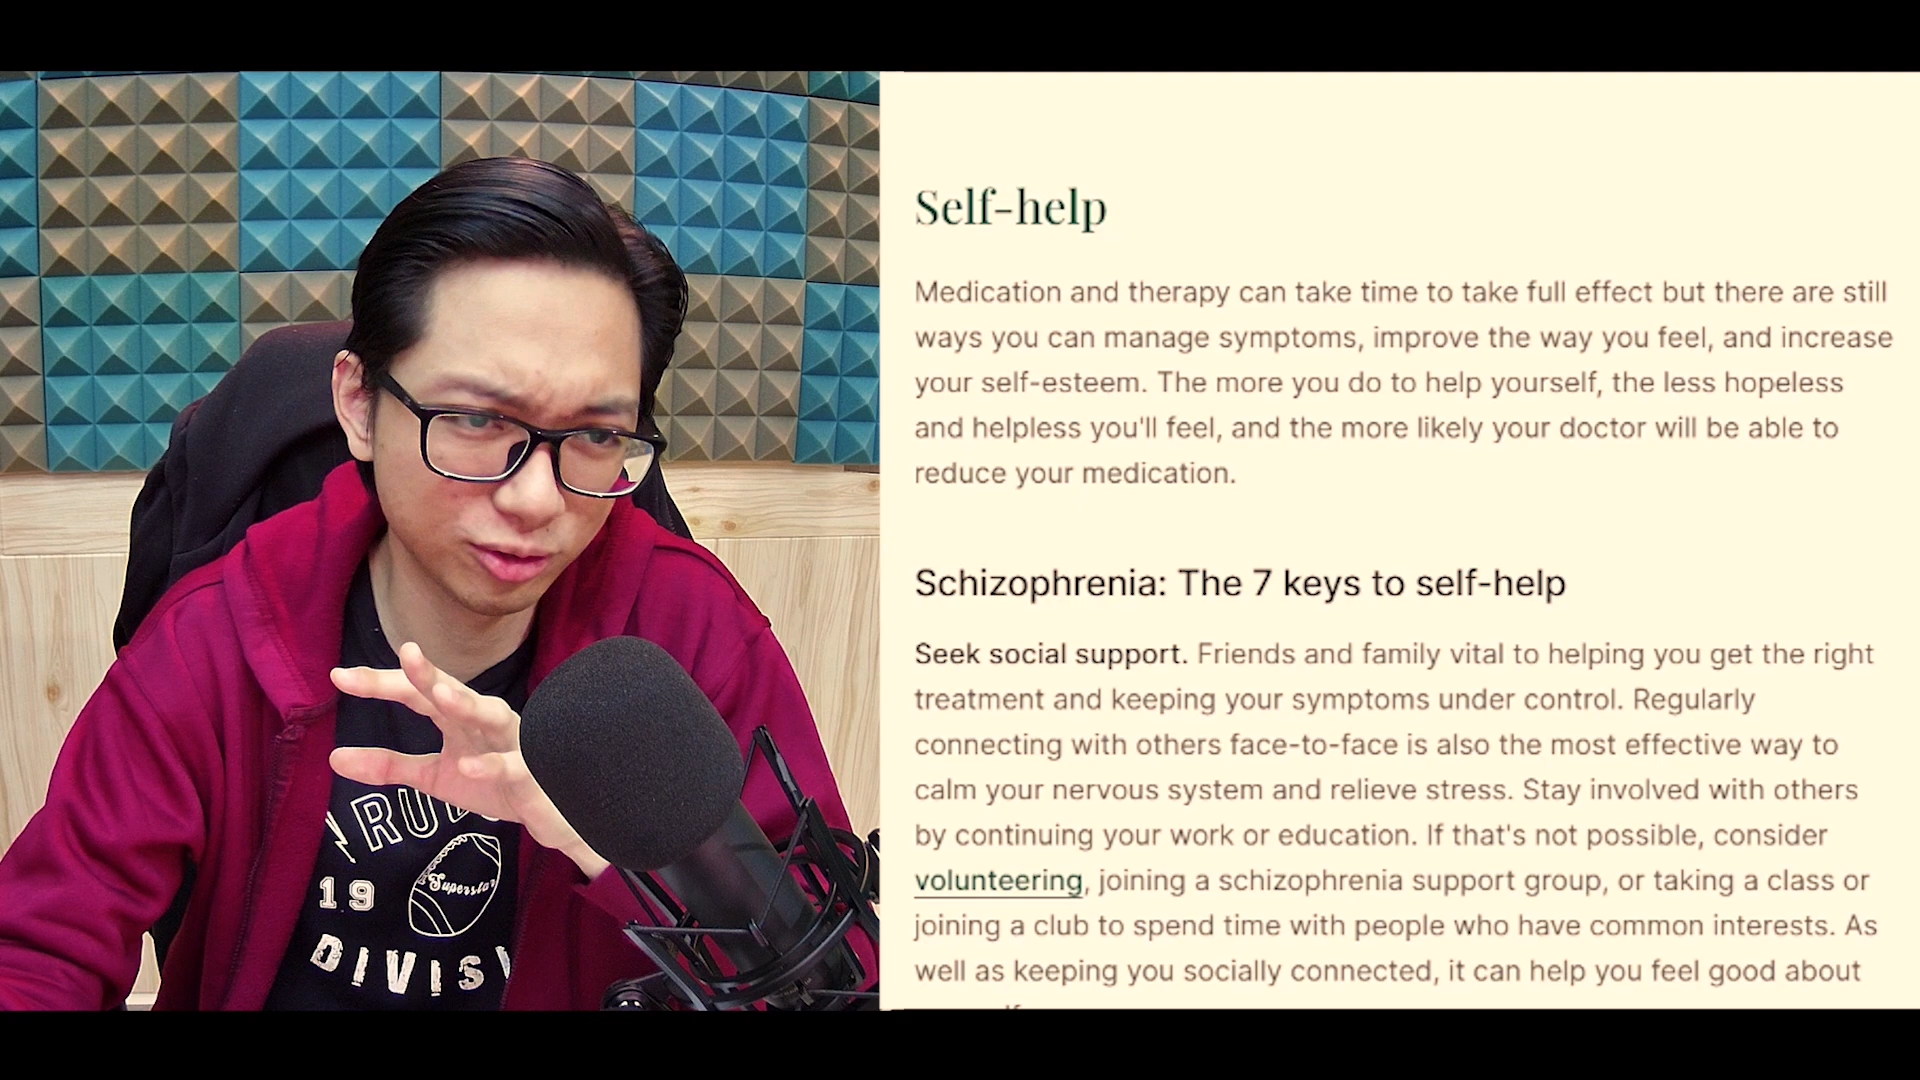 Self-help
Medication and therapy can take time to take full effect but there are still
ways you can manage symptoms, improve the way you feel, and increase
your self-esteem. The more you do to help yourself, the less hopeless
and helpless you'll feel, and the more likely your doctor will be able to
reduce your medication.
Schizophrenia: The 7 keys to self-help
Seek social support. Friends and family vital to helping you get the right
treatment and keeping your symptoms under control. Regularly
connecting with others face-to-face is also the most effective way to
calm your nervous system and relieve stress. Stay involved with others
by continuing your work or education. If that's not possible, consider
volunteering, joining a schizophrenia support group, or taking a class or
joining a club to spend time with people who have common interests. As
well as keeping you socially connected, it can help you feel good about
19
Superstar